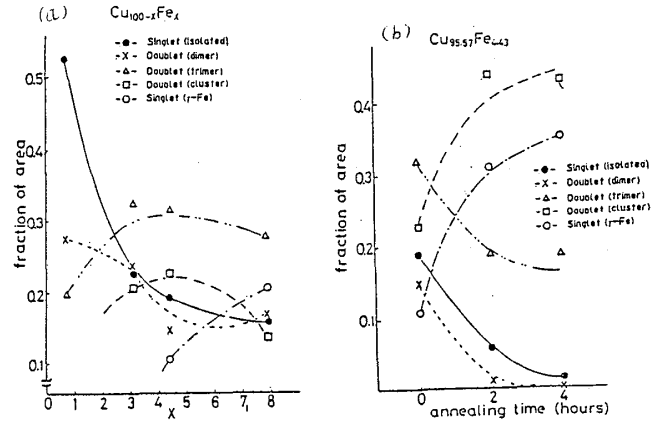 (a) Cu100-xFex
Singlet (isolated)
Doublet (dimer)
Doublet (trimer)
Doublet (cluster)
Singlet (γ-Fe)
fraction of area
0.5
0.4
0.3
0.2
0.1
0 1 2 3 4 5 6 7 8
X
(b) Cu95.57Fe4.43
Singlet (isolated)
Doublet (dimer)
Doublet (trimer)
Doublet (cluster)
Singlet (γ-Fe)
fraction of area
0.4
0.3
0.2
0.1
0 2 4
annealing time (hours)